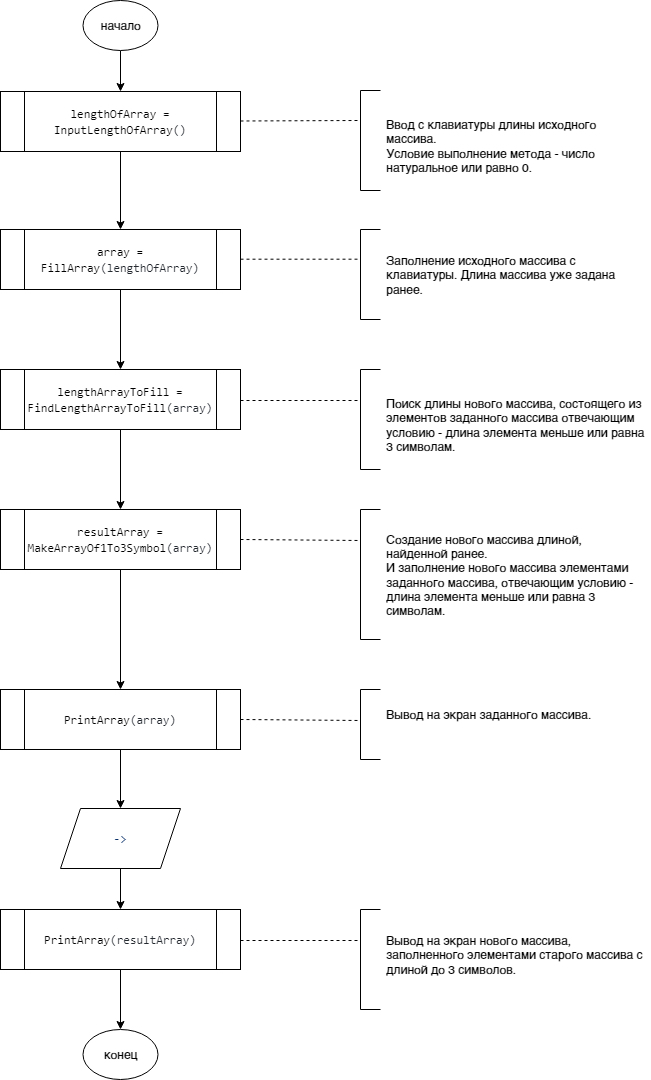 начало
lengthOfArray =
InputLengthOfArray()
Ввод с клавиатуры длины исходного
массива.
Условие выполнение метода - число
натуральное или равно 0.
array =
FillArray(lengthOfArray)
Заполнение исходного массива с
клавиатуры. Длина массива уже задана
ранее.
lengthArrayToFill =
FindLengthArrayToFill(array)
Поиск длины нового массива, состоящего из
элементов заданного массива отвечающим
условию - длина элемента меньше или равна
3 символам.
resultArray =
MakeArrayOf1To3Symbol(array)
Создание нового массива длиной,
найденной ранее.
И заполнение нового массива элементами
заданного массива, отвечающим условию -
длина элемента меньше или равна 3
символам.
PrintArray(array)
Вывод на экран заданного массива.
->
PrintArray(resultArray)
Вывод на экран нового массива,
заполненного элементами старого массива с
длиной до 3 символов.
конец